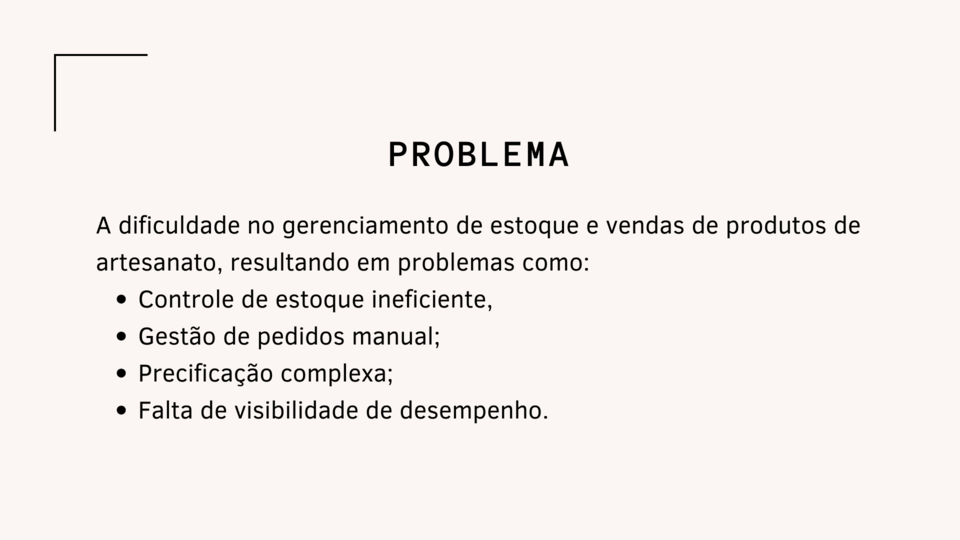 PROBLEMA
A dificuldade no gerenciamento de estoque e vendas de produtos de
artesanato, resultando em problemas como:
• Controle de estoque ineficiente,
• Gestão de pedidos manual;
• Precificação complexa;
• Falta de visibilidade de desempenho.